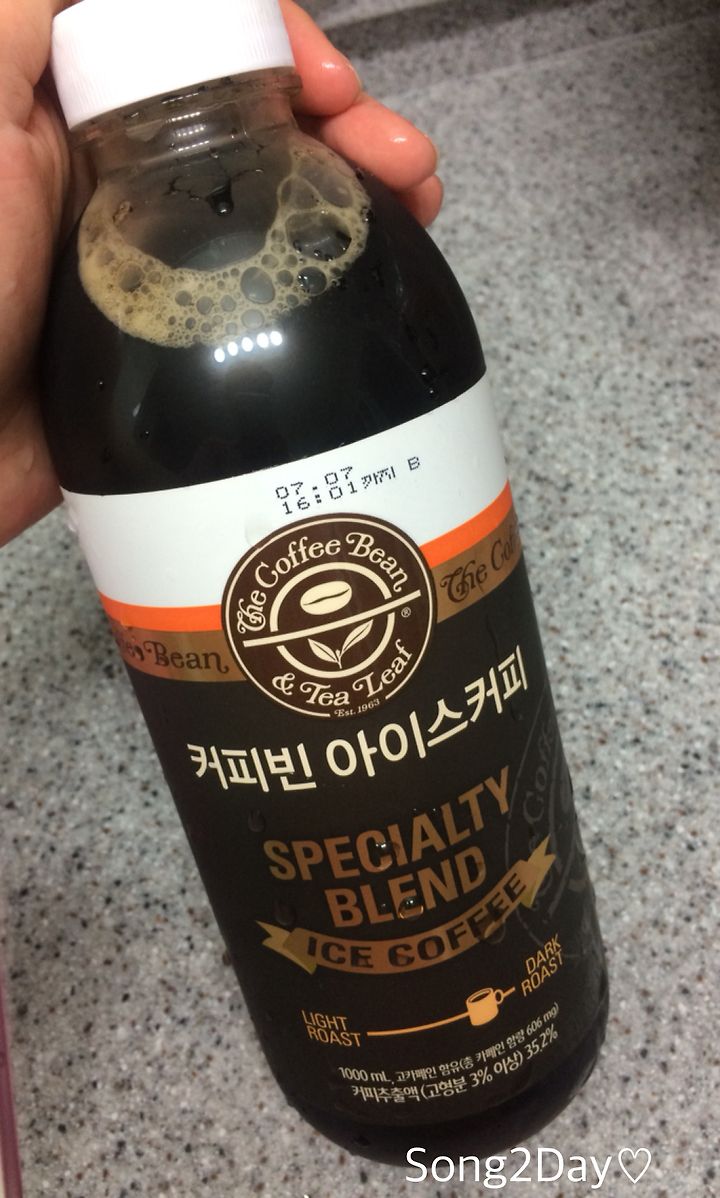 07.07
16:01까지 B
The Coffee Bean
& Tea Leaf
®
Est. 1963
Bean
The
커피빈 아이스커피
SPECIALTY
BLEND
ICE COFFEE
LIGHT
ROAST
DARK
ROAST
1000 mL, 고카페인 함유(총 카페인 함량 606 mg)
커피추출액(고형분 3% 이상) 35.2%
Song2Day♡